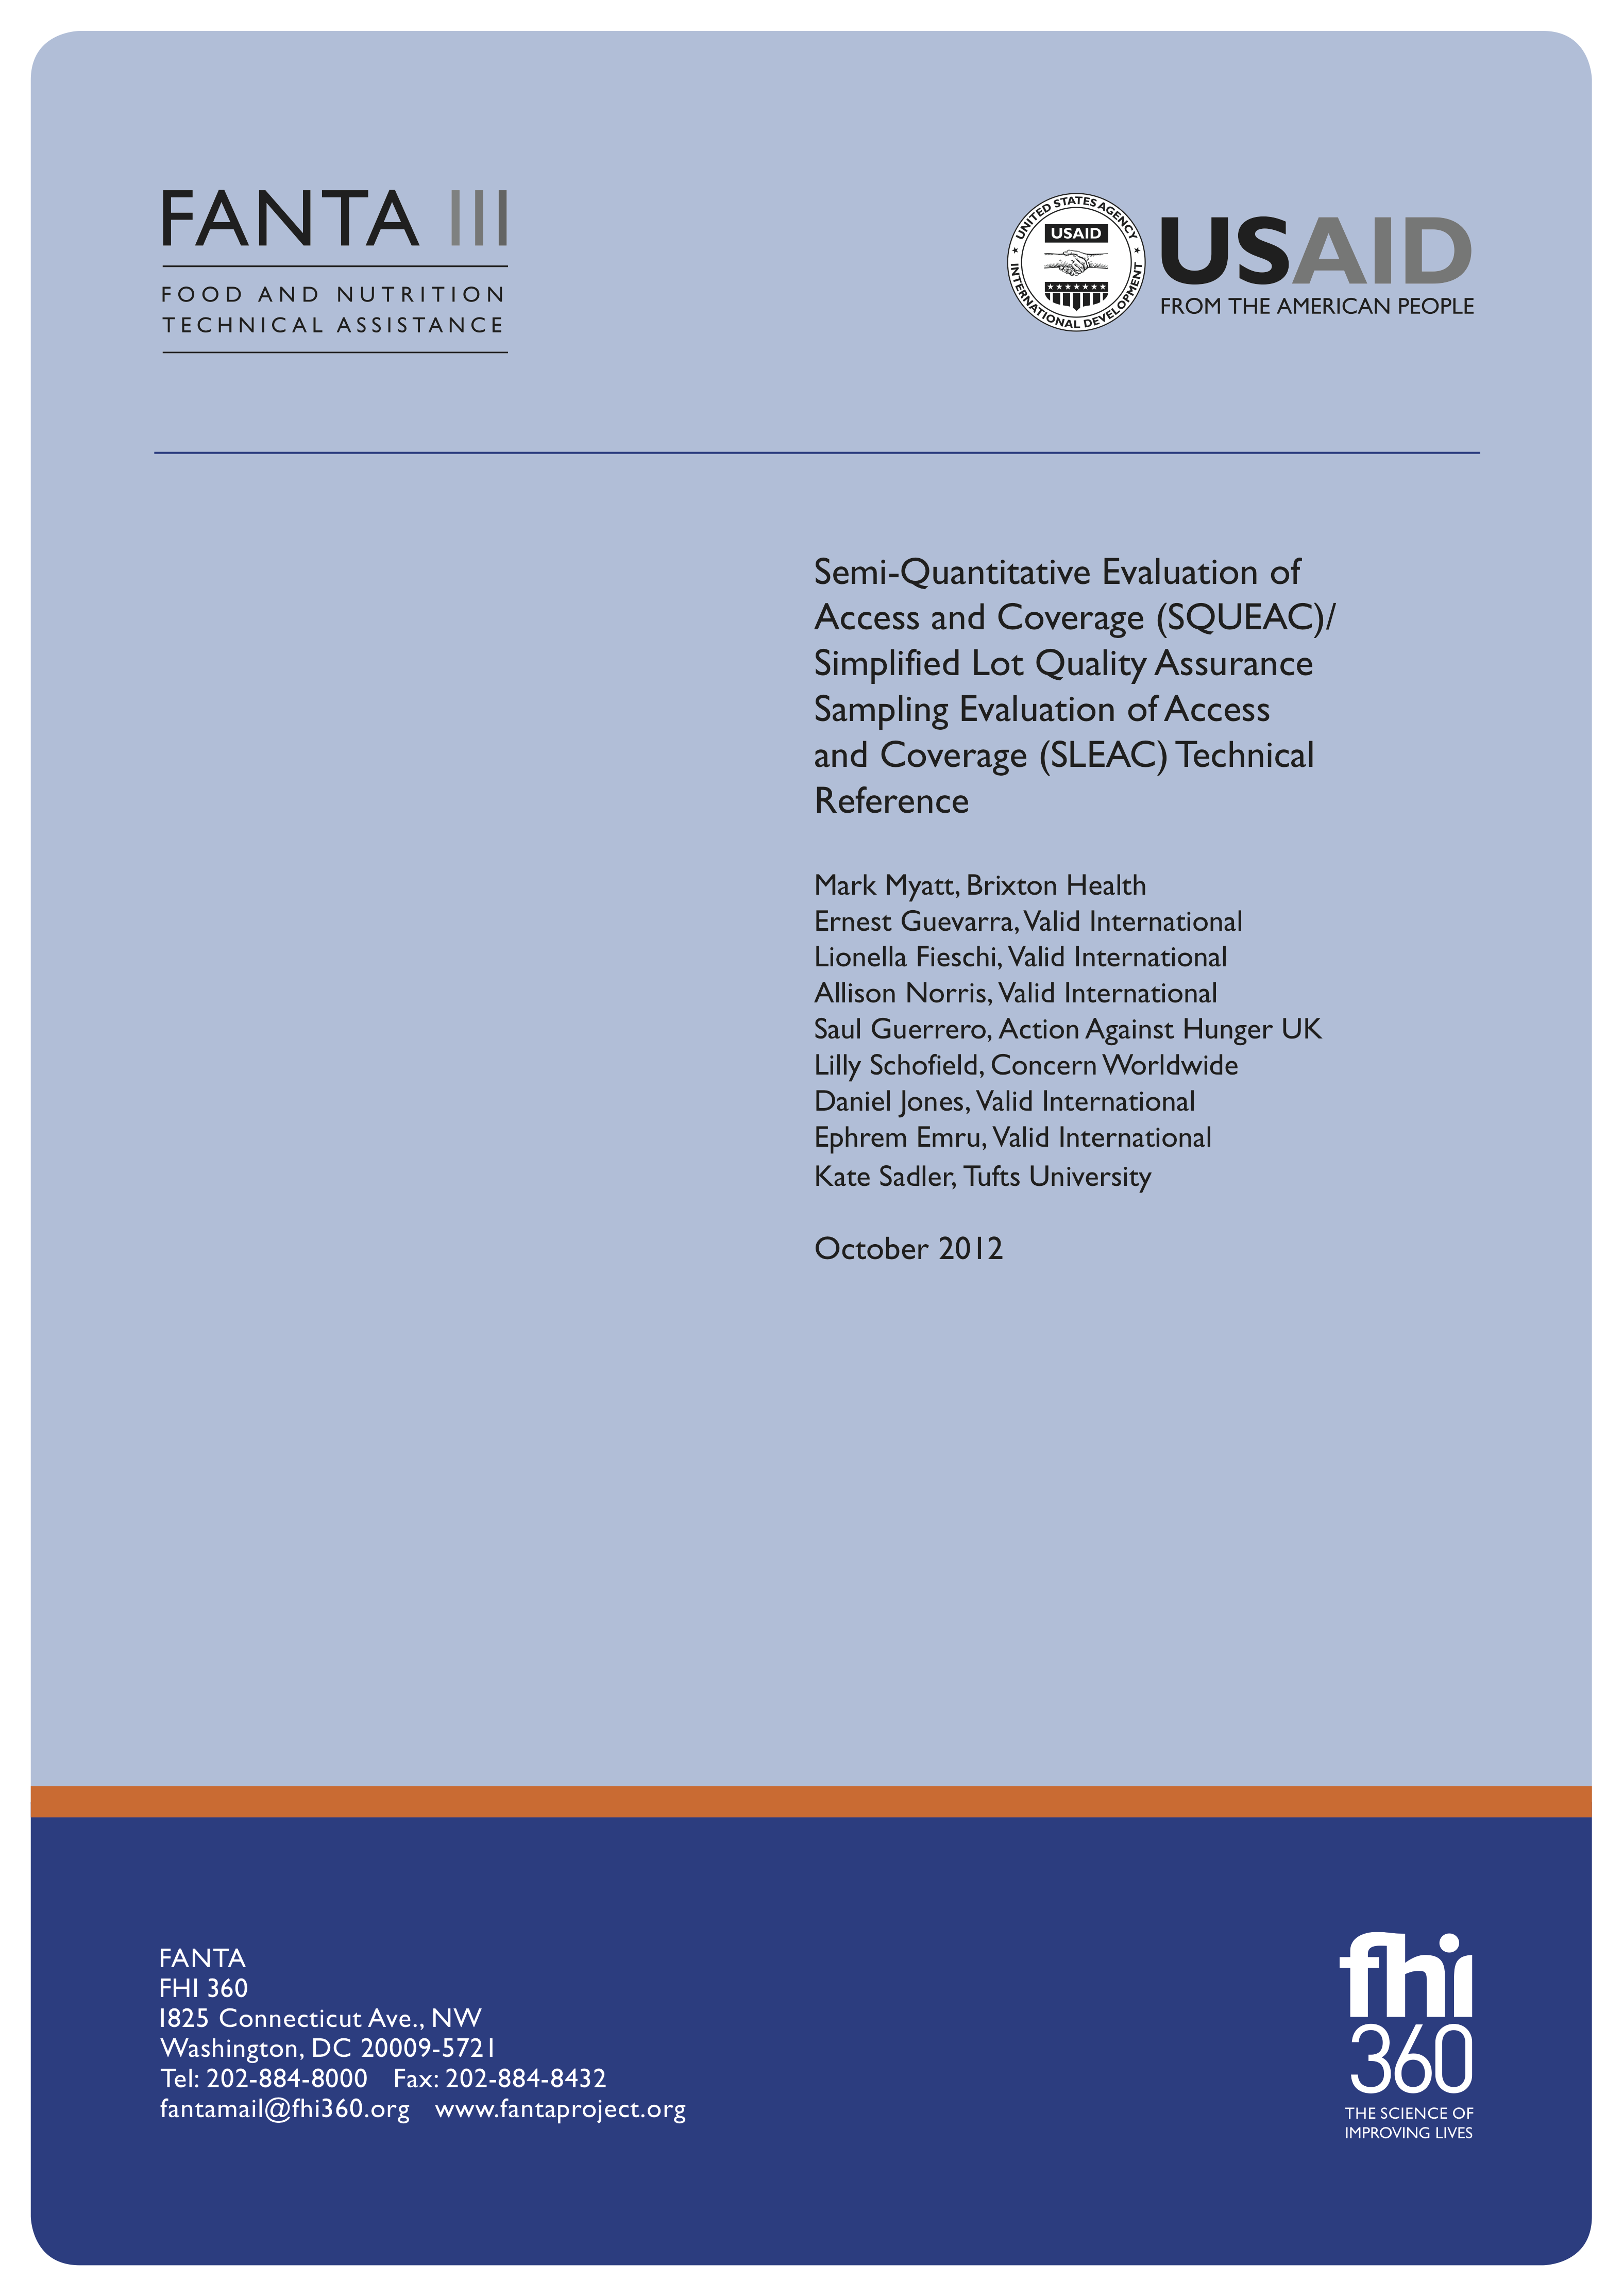 FANTA III
FOOD AND NUTRITION
TECHNICAL ASSISTANCE
UNITED STATES AGENCY
INTERNATIONAL DEVELOPMENT
USAID
USAID
FROM THE AMERICAN PEOPLE
Semi-Quantitative Evaluation of
Access and Coverage (SQUEAC)/
Simplified Lot Quality Assurance
Sampling Evaluation of Access
and Coverage (SLEAC) Technical
Reference
Mark Myatt, Brixton Health
Ernest Guevarra, Valid International
Lionella Fieschi, Valid International
Allison Norris, Valid International
Saul Guerrero, Action Against Hunger UK
Lilly Schofield, Concern Worldwide
Daniel Jones, Valid International
Ephrem Emru, Valid International
Kate Sadler, Tufts University
October 2012
FANTA
FHI 360
1825 Connecticut Ave., NW
Washington, DC 20009-5721
Tel: 202-884-8000 Fax: 202-884-8432
fantamail@fhi360.org www.fantaproject.org
fhi
360
THE SCIENCE OF
IMPROVING LIVES